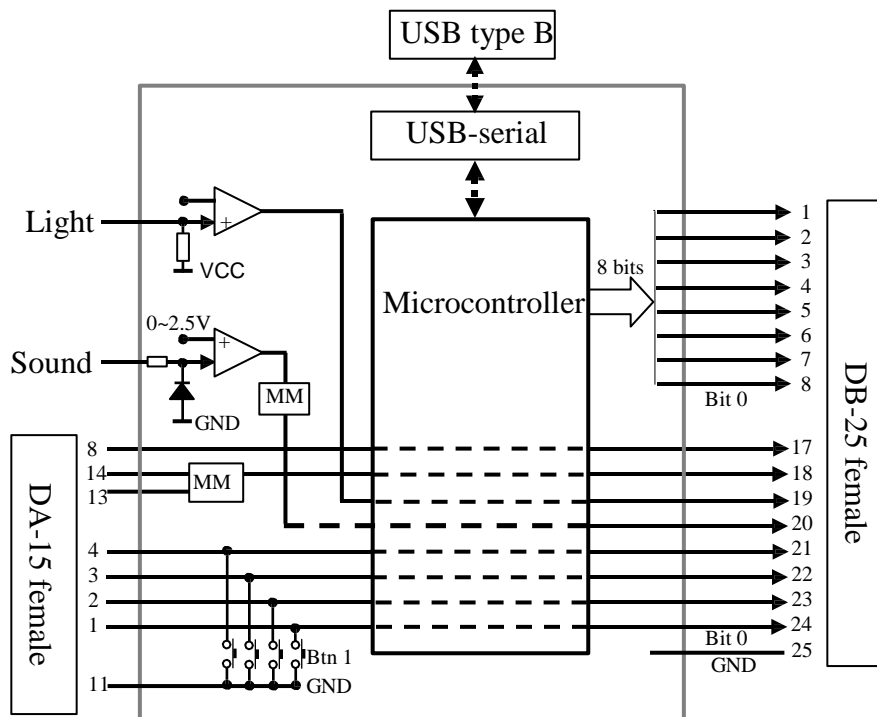 USB type B
USB-serial
Light
VCC
0~2.5V
+
+
Sound
MM
GND
Microcontroller
8 bits
1
2
3
4
5
6
7
8
Bit 0
DB-25 female
DA-15 female
8
14
13
MM
4
3
2
1
11
Btn 1
GND
17
18
19
20
21
22
23
24
Bit 0
25
GND